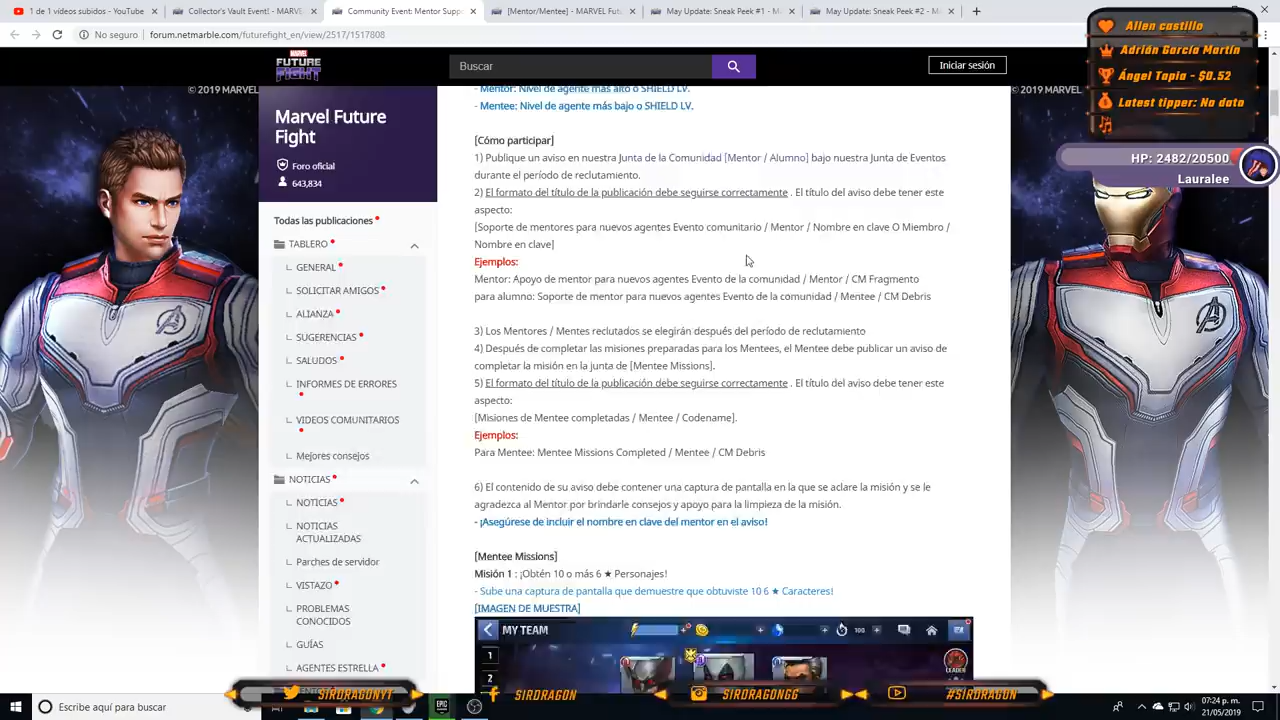 1 de 1 vídeos subidos - YouTube
Collector's Vault Event! - MARVEL
Community Event: Mentor Supp
[Mentor/Mentee] - MARVEL Futu
May Update: Sneak Peek #1 - MA
May Update: Sneak Peek #2 - M
No seguro | forum.netmarble.com/futurefight_en/view/2517/1517808
Allen castillo
Adrián García Martín
Ángel Tapia - $0.52
Latest tipper: No data
HP: 2482/20500
Lauralee
MARVEL
FUTURE
FIGHT
Buscar
Iniciar sesión
© 2019 MARVEL
© 2019 MARVEL
Marvel Future
Fight
Foro oficial
643,834
Todas las publicaciones
TABLERO
GENERAL
SOLICITAR AMIGOS
ALIANZA
SUGERENCIAS
SALUDOS
INFORMES DE ERRORES
VIDEOS COMUNITARIOS
Mejores consejos
NOTICIAS
NOTICIAS
NOTICIAS
ACTUALIZADAS
Parches de servidor
VISTAZO
PROBLEMAS
CONOCIDOS
GUÍAS
AGENTES ESTRELLA
- Mentor: Nivel de agente más alto o SHIELD LV.
- Mentee: Nivel de agente más bajo o SHIELD LV.
[Cómo participar]
1) Publique un aviso en nuestra Junta de la Comunidad [Mentor / Alumno] bajo nuestra Junta de Eventos
durante el período de reclutamiento.
2) El formato del título de la publicación debe seguirse correctamente . El título del aviso debe tener este
aspecto:
[Soporte de mentores para nuevos agentes Evento comunitario / Mentor / Nombre en clave O Miembro /
Nombre en clave]
Ejemplos:
Mentor: Apoyo de mentor para nuevos agentes Evento de la comunidad / Mentor / CM Fragmento
para alumno: Soporte de mentor para nuevos agentes Evento de la comunidad / Mentee / CM Debris
3) Los Mentores / Mentes reclutados se elegirán después del período de reclutamiento
4) Después de completar las misiones preparadas para los Mentees, el Mentee debe publicar un aviso de
completar la misión en la junta de [Mentee Missions].
5) El formato del título de la publicación debe seguirse correctamente . El título del aviso debe tener este
aspecto:
[Misiones de Mentee completadas / Mentee / Codename].
Ejemplos:
Para Mentee: Mentee Missions Completed / Mentee / CM Debris
6) El contenido de su aviso debe contener una captura de pantalla en la que se aclare la misión y se le
agradezca al Mentor por brindarle consejos y apoyo para la limpieza de la misión.
- ¡Asegúrese de incluir el nombre en clave del mentor en el aviso!
[Mentee Missions]
Misión 1 : ¡Obtén 10 o más 6 ★ Personajes!
- Sube una captura de pantalla que demuestre que obtuviste 10 6 ★ Caracteres!
[IMAGEN DE MUESTRA]
MY TEAM
100
1
2
LEADER
SIRDRAGONYT
SIRDRAGON
SIRDRAGONGG
#SIRDRAGON
Escribe aquí para buscar
EPIC
07:24 p. m.
21/05/2019